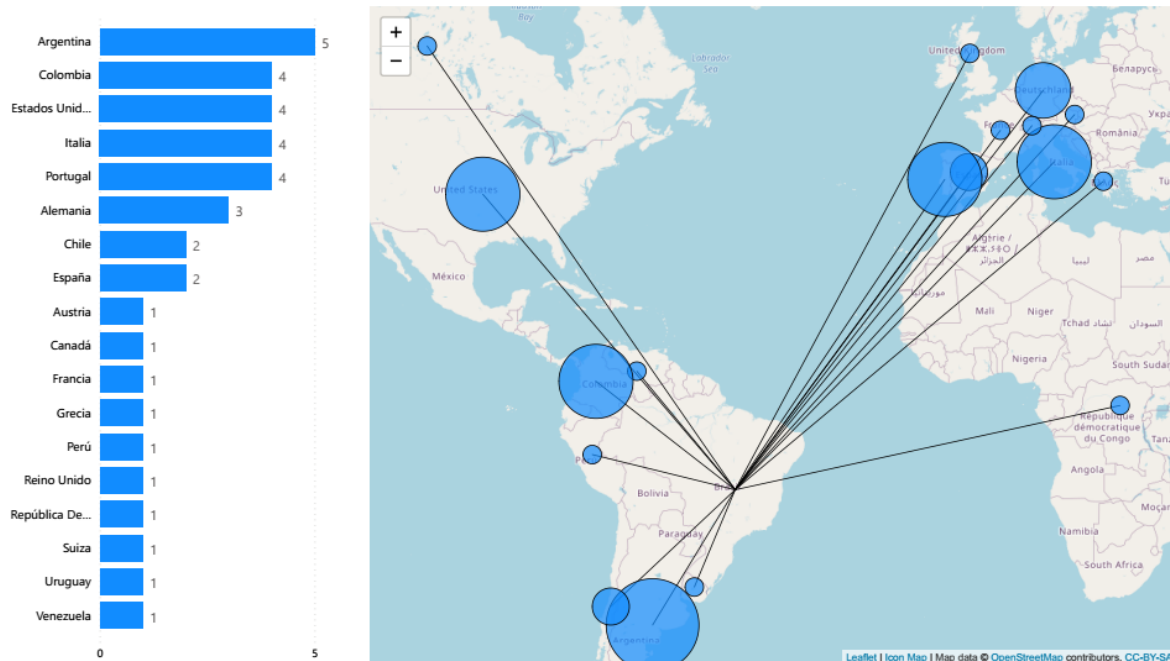 Argentina 5
Colombia 4
Estados Unid... 4
Italia 4
Portugal 4
Alemania 3
Chile 2
España 2
Austria 1
Canadá 1
Francia 1
Grecia 1
Perú 1
Reino Unido 1
República De... 1
Suiza 1
Uruguay 1
Venezuela 1
0 5
+
−
Hudson
Bay
Labrador
Sea
United Kingdom
Беларусь
Deutschland
France
România
Italia
United States
México
Algérie /
الجزائر
ليبيا
مصر
موريتانيا
Mali
Niger
Tchad تشاد
السودان
Nigeria
South Sudan
Colombia
République
démocratique
du Congo
Bolivia
Angola
Paraguay
Namibia
South Africa
Argentina
Leaflet | Icon Map | Map data © OpenStreetMap contributors, CC-BY-SA